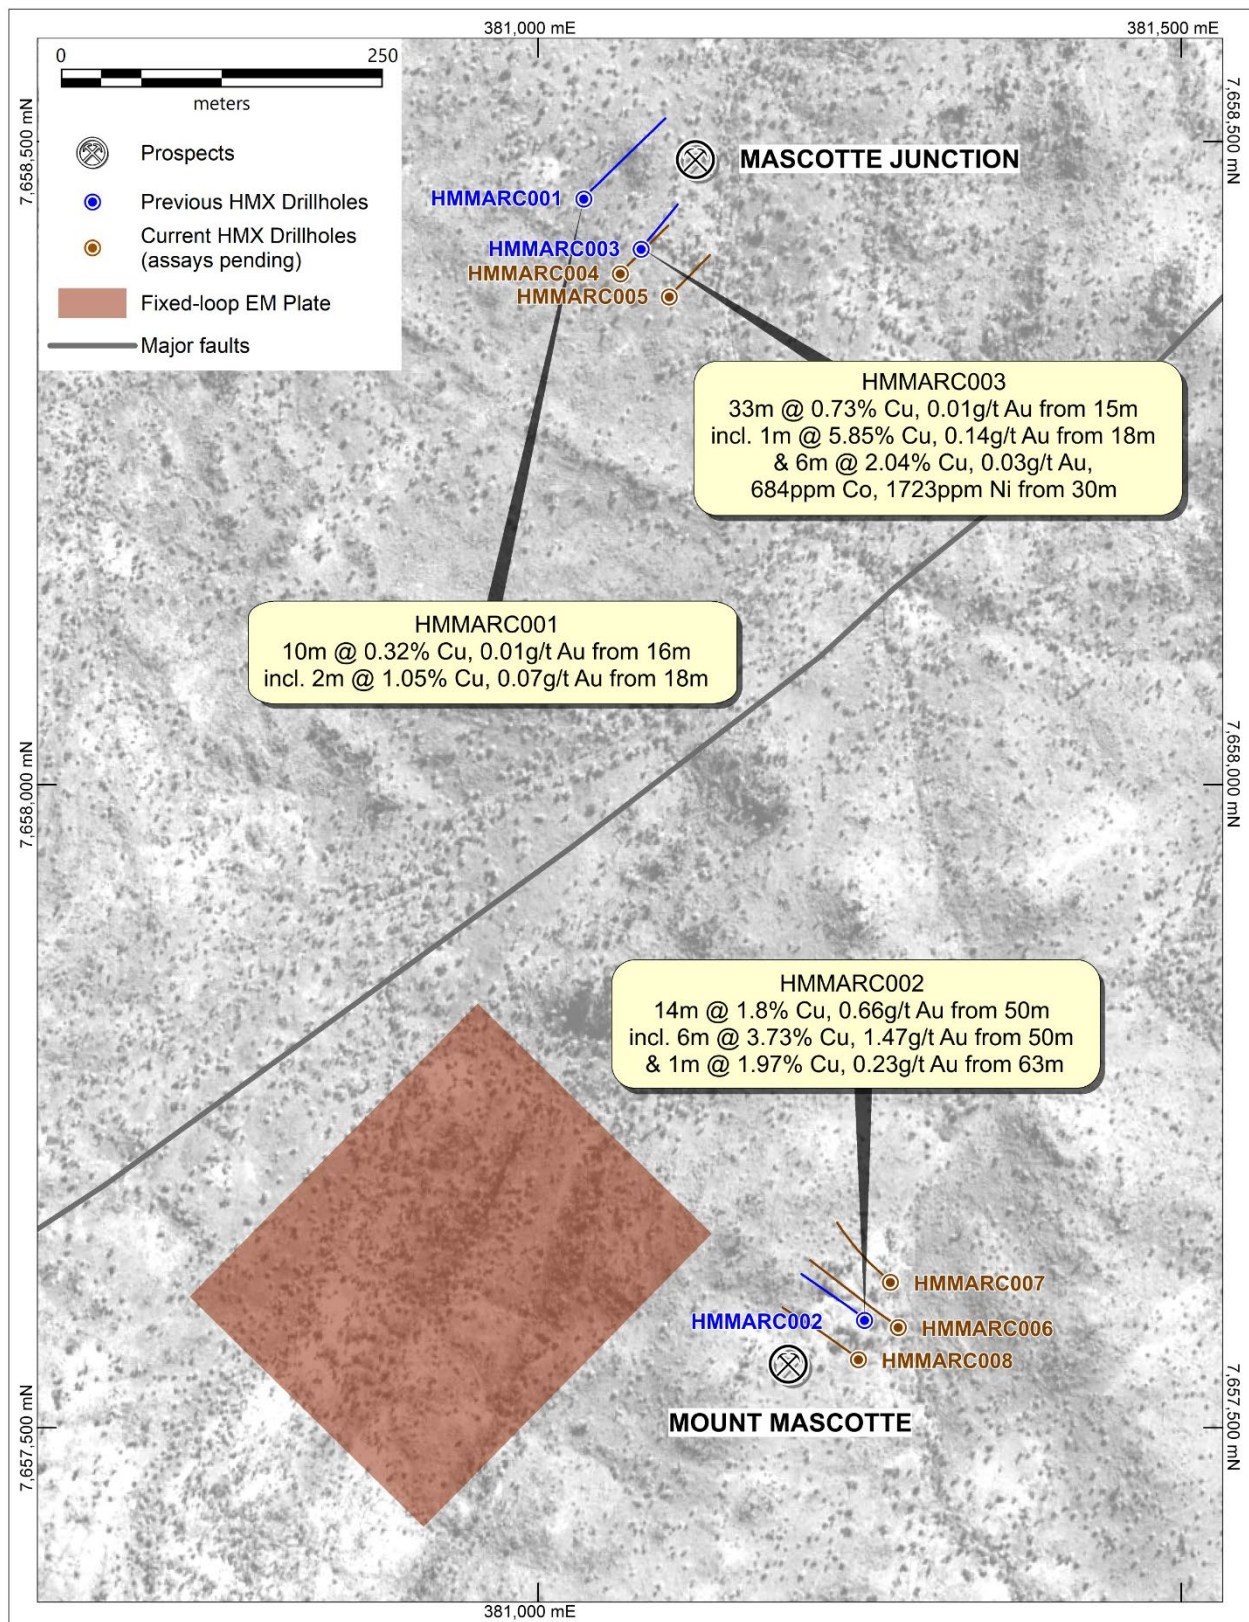 381,000 mE
381,500 mE
0 250
meters
Prospects
Previous HMX Drillholes
Current HMX Drillholes
(assays pending)
Fixed-loop EM Plate
Major faults
7,658,500 mN
7,658,500 mN
MASCOTTE JUNCTION
HMMARC001
HMMARC003
HMMARC004
HMMARC005
HMMARC003
33m @ 0.73% Cu, 0.01g/t Au from 15m
incl. 1m @ 5.85% Cu, 0.14g/t Au from 18m
& 6m @ 2.04% Cu, 0.03g/t Au,
684ppm Co, 1723ppm Ni from 30m
HMMARC001
10m @ 0.32% Cu, 0.01g/t Au from 16m
incl. 2m @ 1.05% Cu, 0.07g/t Au from 18m
7,658,000 mN
7,658,000 mN
HMMARC002
14m @ 1.8% Cu, 0.66g/t Au from 50m
incl. 6m @ 3.73% Cu, 1.47g/t Au from 50m
& 1m @ 1.97% Cu, 0.23g/t Au from 63m
HMMARC007
HMMARC002
HMMARC006
HMMARC008
MOUNT MASCOTTE
7,657,500 mN
7,657,500 mN
381,000 mE